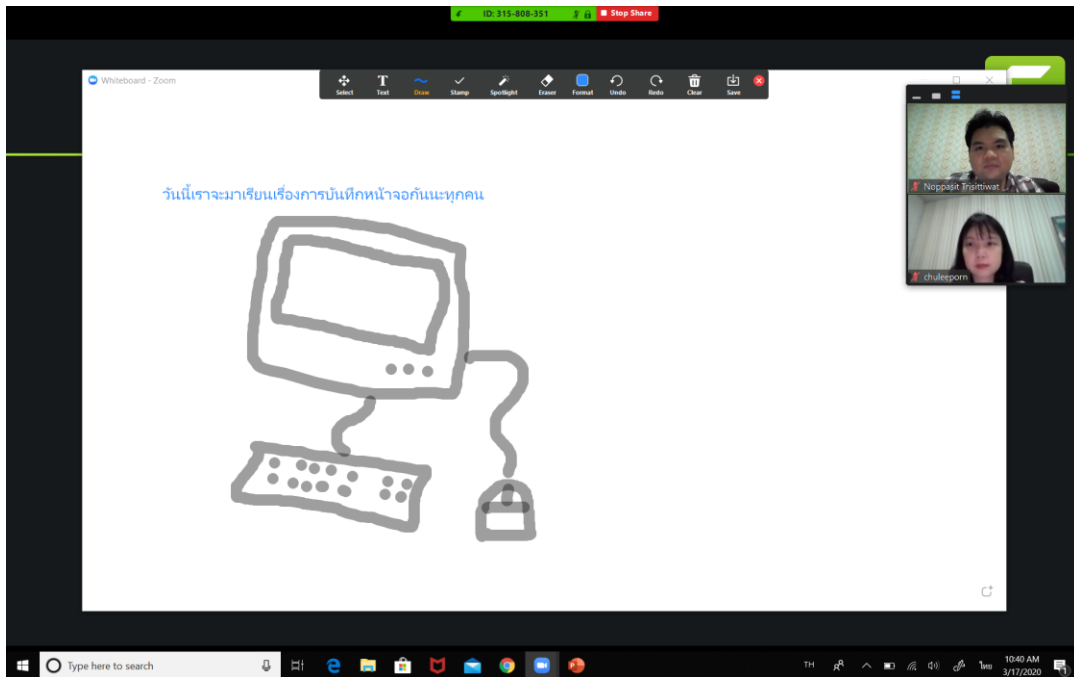 ID: 315-808-351
Stop Share
Whiteboard - Zoom
Select Text Draw Stamp Spotlight Eraser Format Undo Redo Clear Save
Noppasit Trisittiwat
วันนี้เราจะมาเรียนเรื่องการบันทึกหน้าจอกันนะทุกคน
chuleeporn
Type here to search
TH
ไทย
10:40 AM
3/17/2020
1